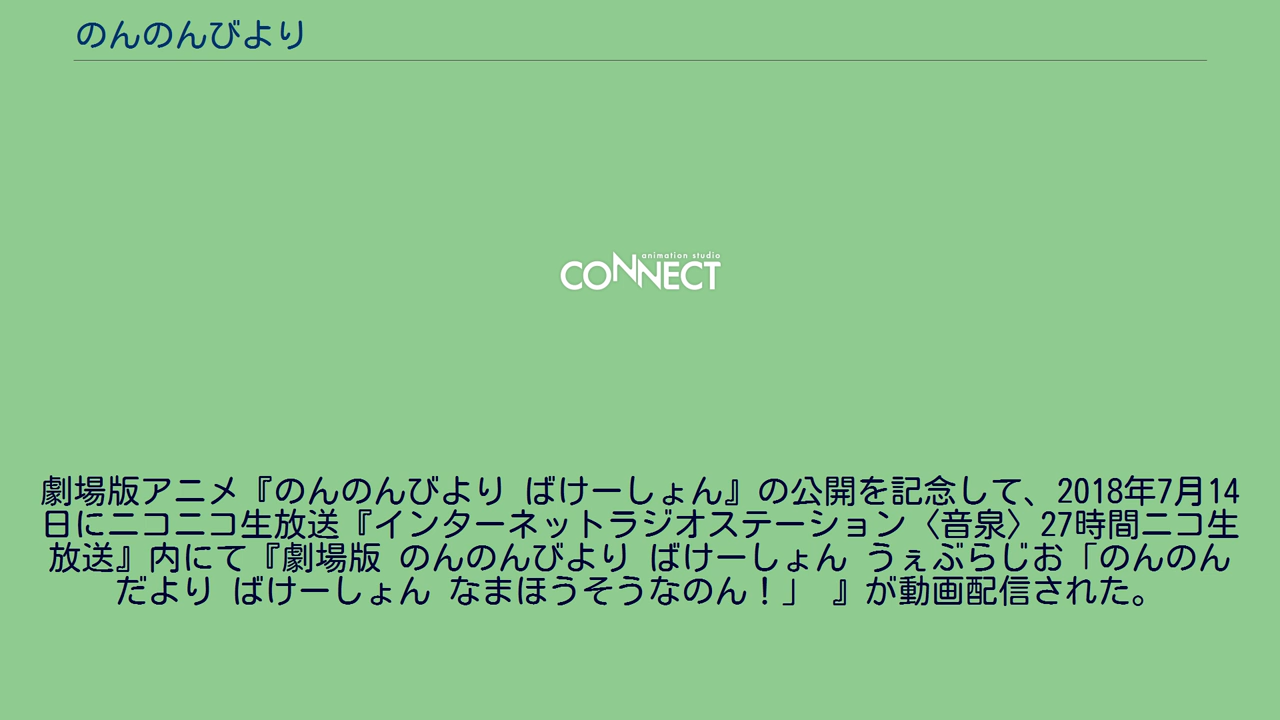 のんのんびより
animation studio
CONNECT
劇場版アニメ『のんのんびより ばけーしょん』の公開を記念して、2018年7月14
日にニコニコ生放送『インターネットラジオステーション〈音泉〉27時間ニコ生
放送』内にて『劇場版 のんのんびより ばけーしょん うぇぶらじお「のんのん
だより ばけーしょん なまほうそうなのん！」 』が動画配信された。